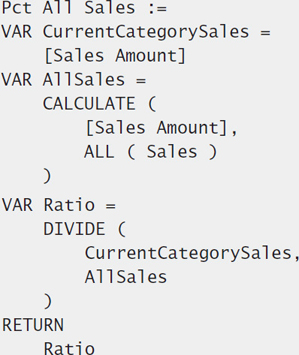 Pct All Sales :=
VAR CurrentCategorySales =
    [Sales Amount]
VAR AllSales =
    CALCULATE (
        [Sales Amount],
        ALL ( Sales )
    )
VAR Ratio =
    DIVIDE (
        CurrentCategorySales,
        AllSales
    )
RETURN
    Ratio